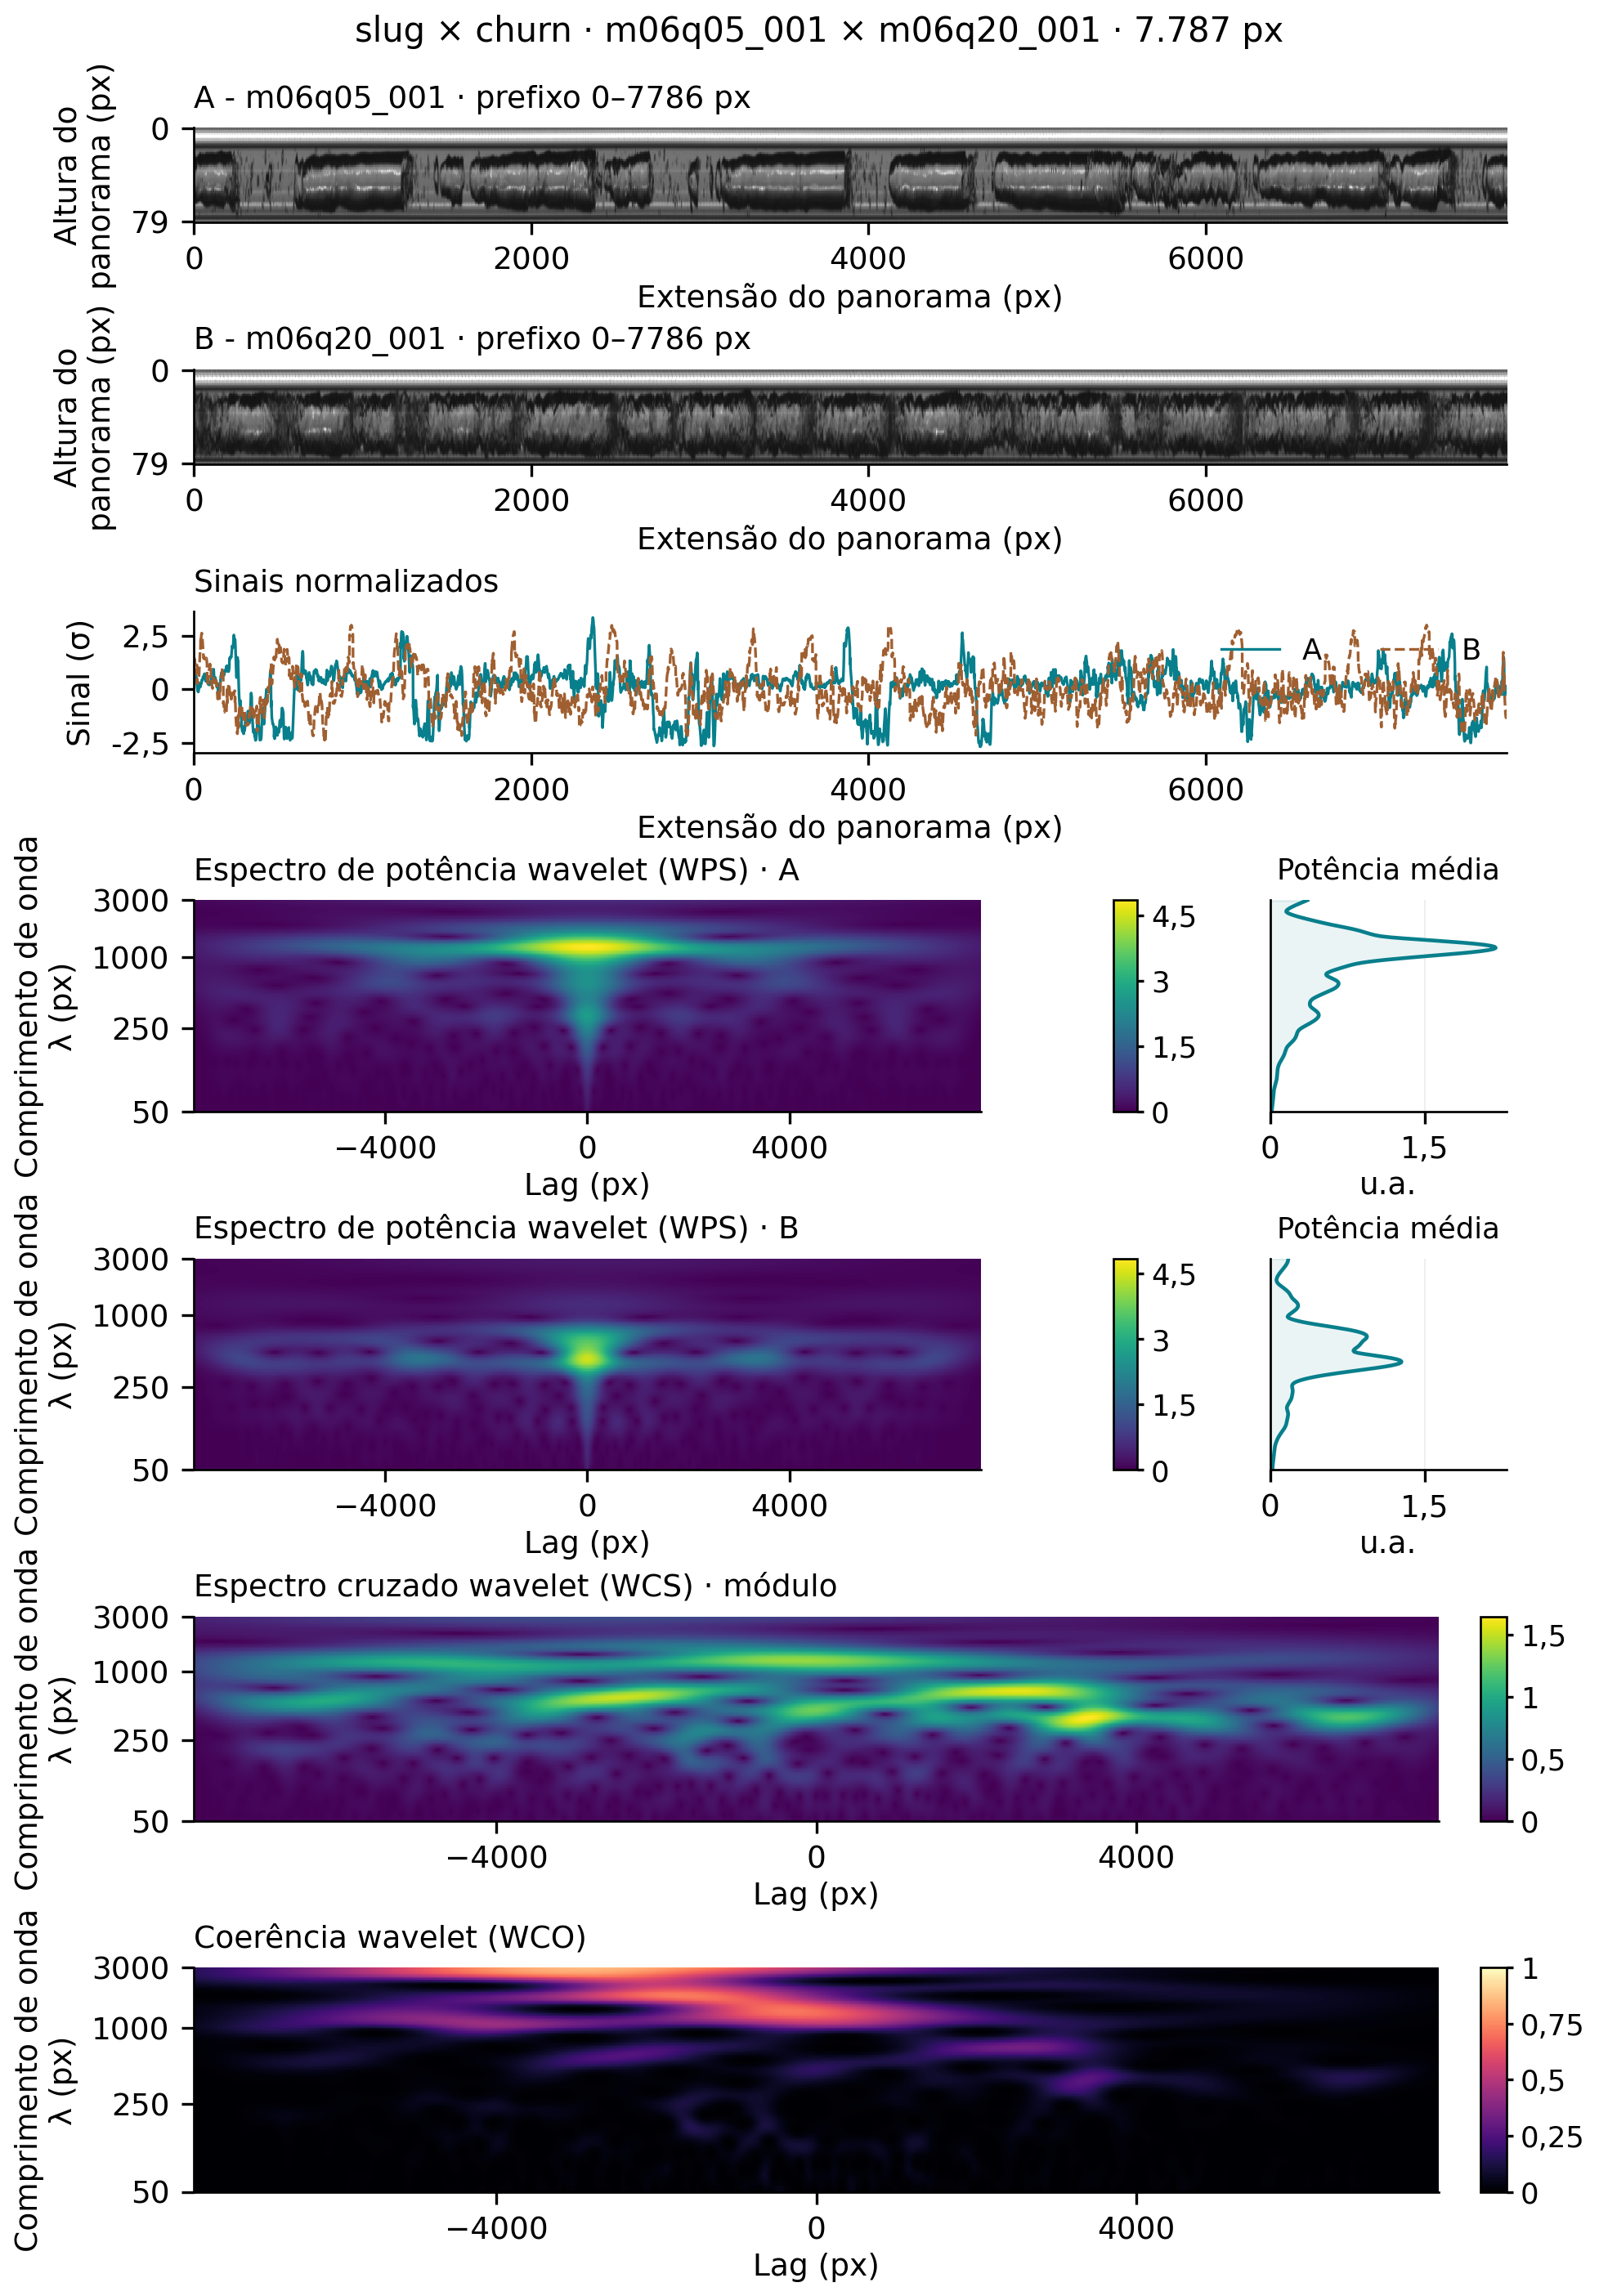 slug × churn · m06q05_001 × m06q20_001 · 7.787 px
A - m06q05_001 · prefixo 0–7786 px
Altura do
panorama (px)
0
79
0 2000 4000 6000
Extensão do panorama (px)
B - m06q20_001 · prefixo 0–7786 px
Altura do
panorama (px)
0
79
0 2000 4000 6000
Extensão do panorama (px)
Sinais normalizados
Sinal (σ)
2,5
0
-2,5
A B
0 2000 4000 6000
Extensão do panorama (px)
Espectro de potência wavelet (WPS) · A
Comprimento de onda
λ (px)
3000
1000
250
50
−4000 0 4000
Lag (px)
4,5
3
1,5
0
Potência média
0 1,5
u.a.
Espectro de potência wavelet (WPS) · B
Comprimento de onda
λ (px)
3000
1000
250
50
−4000 0 4000
Lag (px)
4,5
3
1,5
0
Potência média
0 1,5
u.a.
Espectro cruzado wavelet (WCS) · módulo
Comprimento de onda
λ (px)
3000
1000
250
50
−4000 0 4000
Lag (px)
1,5
1
0,5
0
Coerência wavelet (WCO)
Comprimento de onda
λ (px)
3000
1000
250
50
−4000 0 4000
Lag (px)
1
0,75
0,5
0,25
0